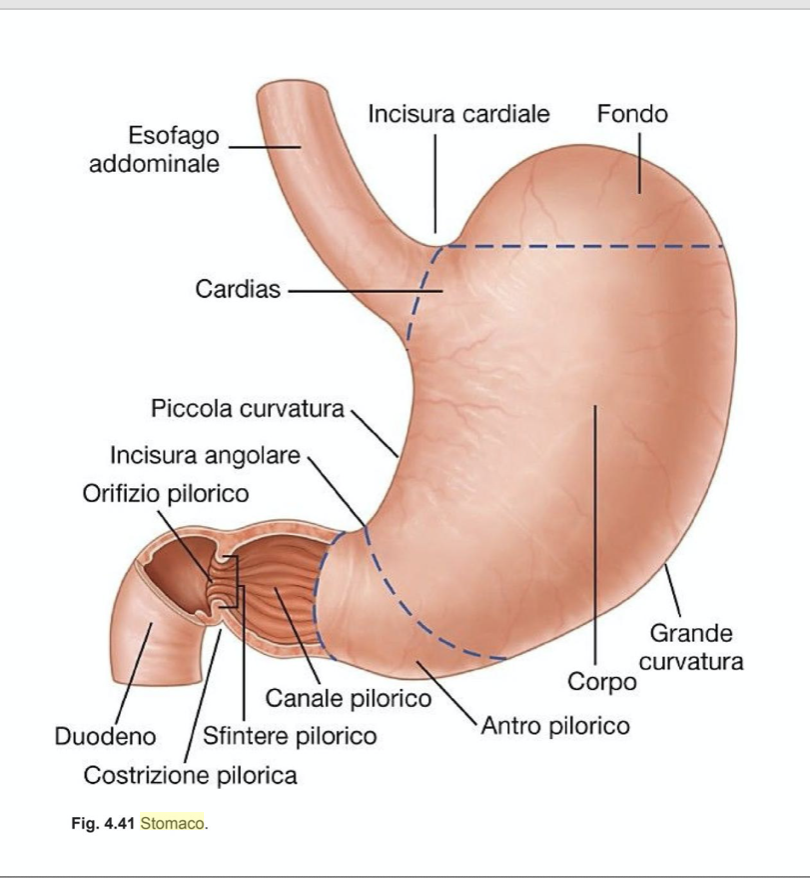 Incisura cardiale
Fondo
Esofago
addominale
Cardias
Piccola curvatura
Incisura angolare
Orifizio pilorico
Grande
curvatura
Corpo
Canale pilorico
Antro pilorico
Duodeno
Sfintere pilorico
Costrizione pilorica
Fig. 4.41 Stomaco.